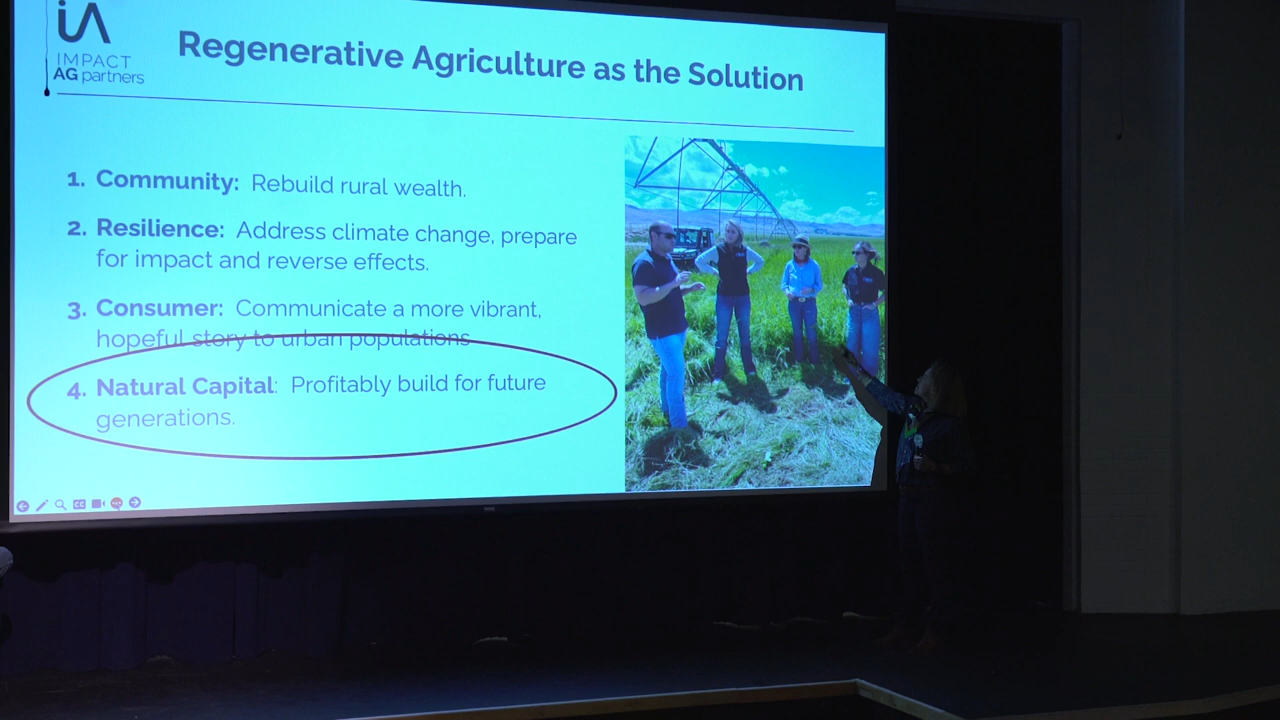 iA
IMPACT
AG partners
Regenerative Agriculture as the Solution
1. Community: Rebuild rural wealth.
2. Resilience: Address climate change, prepare
for impact and reverse effects.
3. Consumer: Communicate a more vibrant,
hopeful story to urban populations
4. Natural Capital: Profitably build for future
generations.
CC